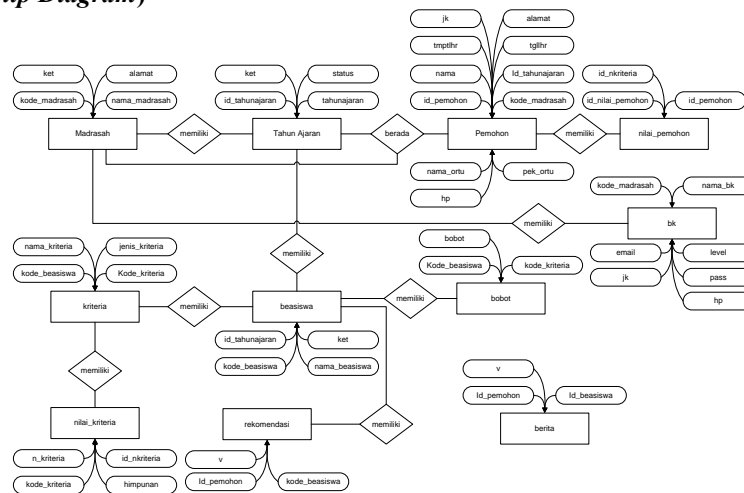 ip Diagram)
jk alamat
tmptlhr tgllhr
ket alamat ket status nama Id_tahunajaran id_nkriteria
kode_madrasah nama_madrasah id_tahunajaran tahunajaran id_pemohon kode_madrasah id_nilai_pemohon id_pemohon
Madrasah memiliki Tahun Ajaran berada Pemohon memiliki nilai_pemohon
nama_ortu pek_ortu
hp
kode_madrasah nama_bk
memiliki bk
nama_kriteria jenis_kriteria bobot email level
memiliki
kode_beasiswa Kode_kriteria Kode_beasiswa kode_kriteria jk pass
kriteria memiliki beasiswa memiliki bobot hp
id_tahunajaran ket
kode_beasiswa nama_beasiswa
memiliki
v
Id_pemohon Id_beasiswa
nilai_kriteria rekomendasi memiliki berita
n_kriteria id_nkriteria v
kode_kriteria himpunan Id_pemohon kode_beasiswa